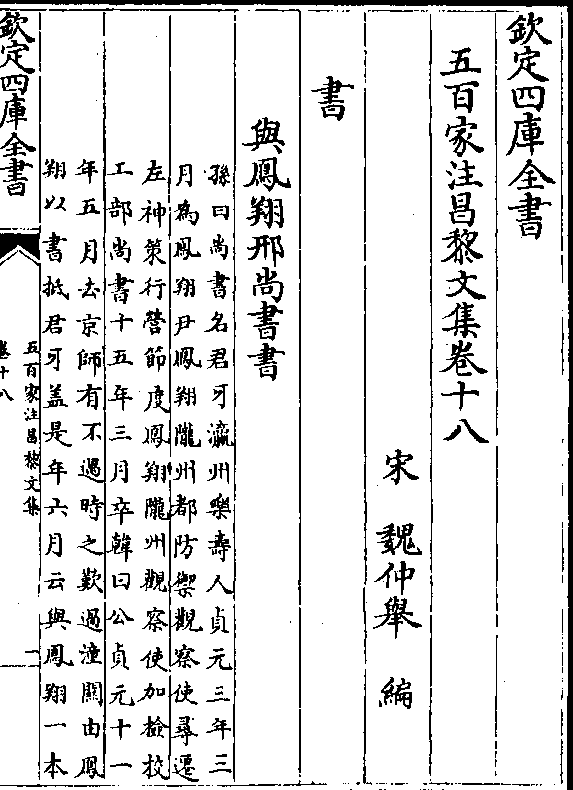 欽定四庫全書
五百家注昌黎文集卷十八
宋 魏仲舉 編
書
與鳳翔邢尚書書
孫曰尚書名君牙瀛州樂壽人貞元三年三
月為鳳翔尹鳳翔隴州都防禦觀察使尋遷
左神策行營節度鳳翔隴州觀察使加檢校
工部尚書十五年三月卒韓曰公貞元十一
年五月去京師有不遇時之歎過潼關由鳳
翔以書抵君牙盖是年六月云與鳳翔一本
欽定四庫全書
五百家注昌黎文集
卷十八
一